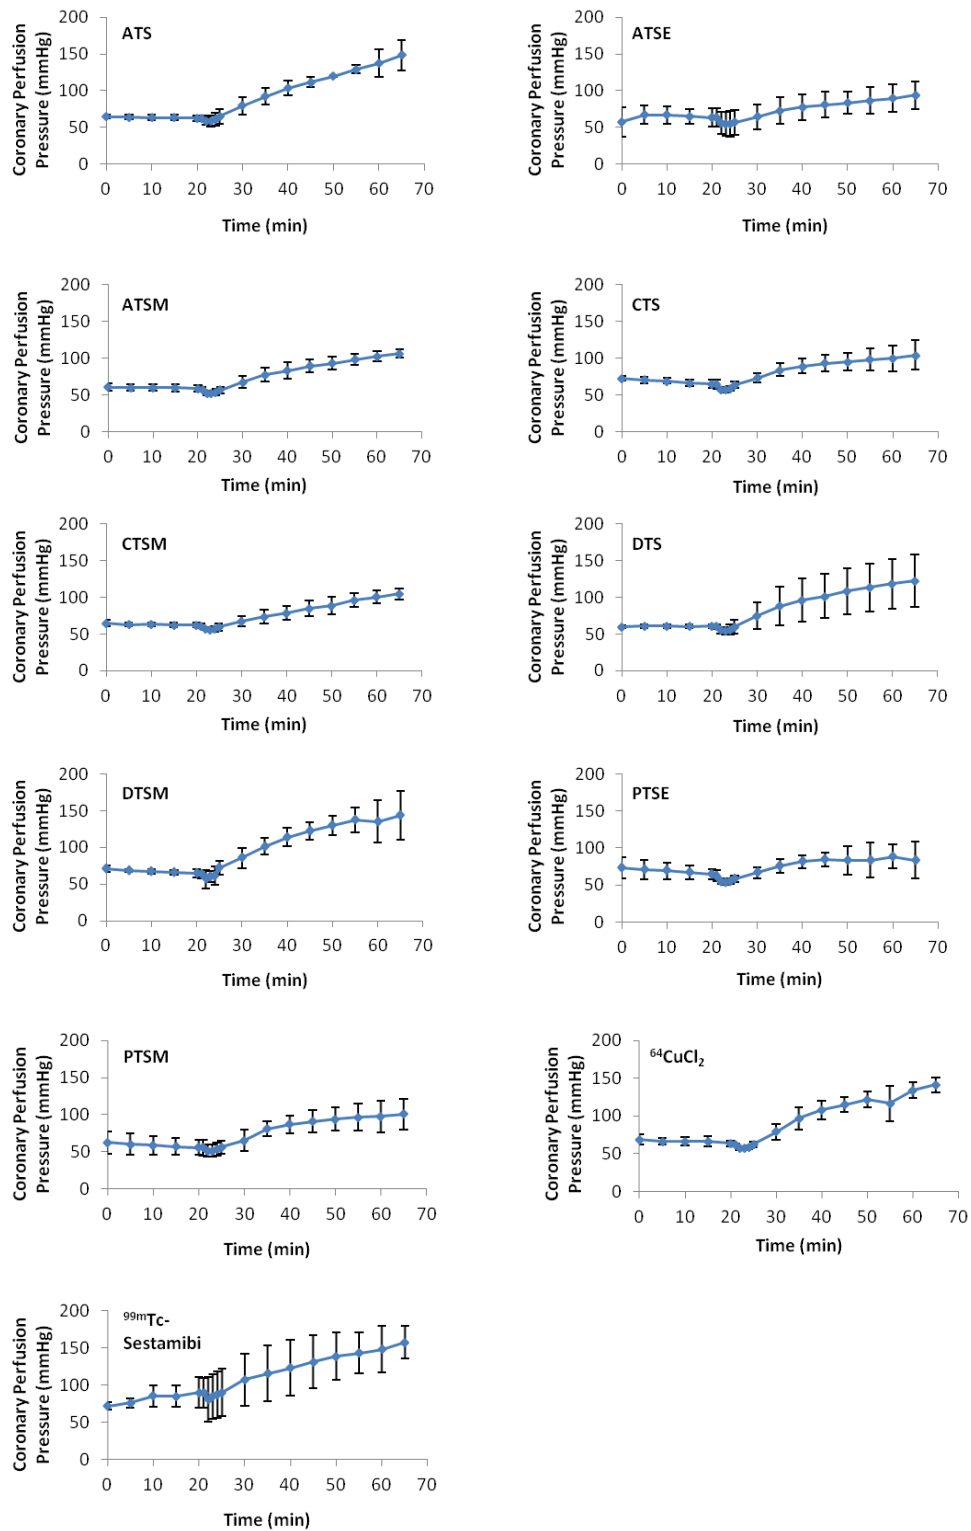 ATS
Coronary Perfusion
Pressure (mmHg)
200
150
100
50
0
0 10 20 30 40 50 60 70
Time (min)
ATSE
Coronary Perfusion
Pressure (mmHg)
200
150
100
50
0
0 10 20 30 40 50 60 70
Time (min)
ATSM
Coronary Perfusion
Pressure (mmHg)
200
150
100
50
0
0 10 20 30 40 50 60 70
Time (min)
CTS
Coronary Perfusion
Pressure (mmHg)
200
150
100
50
0
0 10 20 30 40 50 60 70
Time (min)
CTSM
Coronary Perfusion
Pressure (mmHg)
200
150
100
50
0
0 10 20 30 40 50 60 70
Time (min)
DTS
Coronary Perfusion
Pressure (mmHg)
200
150
100
50
0
0 10 20 30 40 50 60 70
Time (min)
DTSM
Coronary Perfusion
Pressure (mmHg)
200
150
100
50
0
0 10 20 30 40 50 60 70
Time (min)
PTSE
Coronary Perfusion
Pressure (mmHg)
200
150
100
50
0
0 10 20 30 40 50 60 70
Time (min)
PTSM
Coronary Perfusion
Pressure (mmHg)
200
150
100
50
0
0 10 20 30 40 50 60 70
Time (min)
⁶⁴CuCl₂
Coronary Perfusion
Pressure (mmHg)
200
150
100
50
0
0 10 20 30 40 50 60 70
Time (min)
⁹⁹ᵐTc-
Sestamibi
Coronary Perfusion
Pressure (mmHg)
200
150
100
50
0
0 10 20 30 40 50 60 70
Time (min)